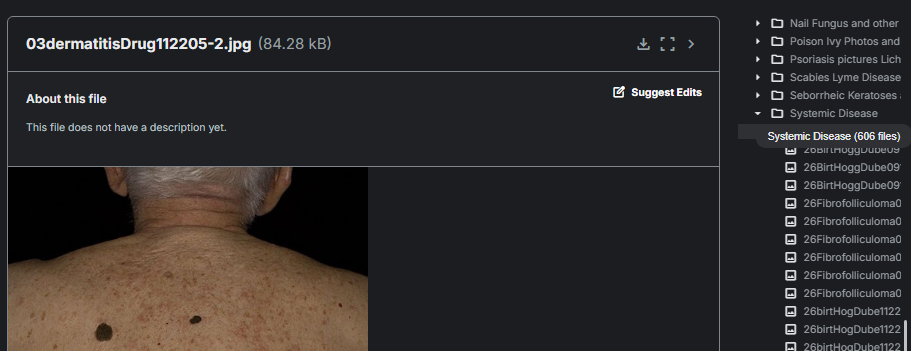 03dermatitisDrug112205-2.jpg (84.28 kB)
About this file
Suggest Edits
This file does not have a description yet.
Nail Fungus and other
Poison Ivy Photos and
Psoriasis pictures Lich
Scabies Lyme Disease
Seborrheic Keratoses
Systemic Disease
Systemic Disease (606 files)
26BirtHoggDube09
26BirtHoggDube09
26BirtHoggDube09
26Fibrofolliculoma0
26Fibrofolliculoma0
26Fibrofolliculoma0
26Fibrofolliculoma0
26Fibrofolliculoma0
26Fibrofolliculoma0
26birtHogDube1122
26birtHogDube1122
26birtHogDube1122